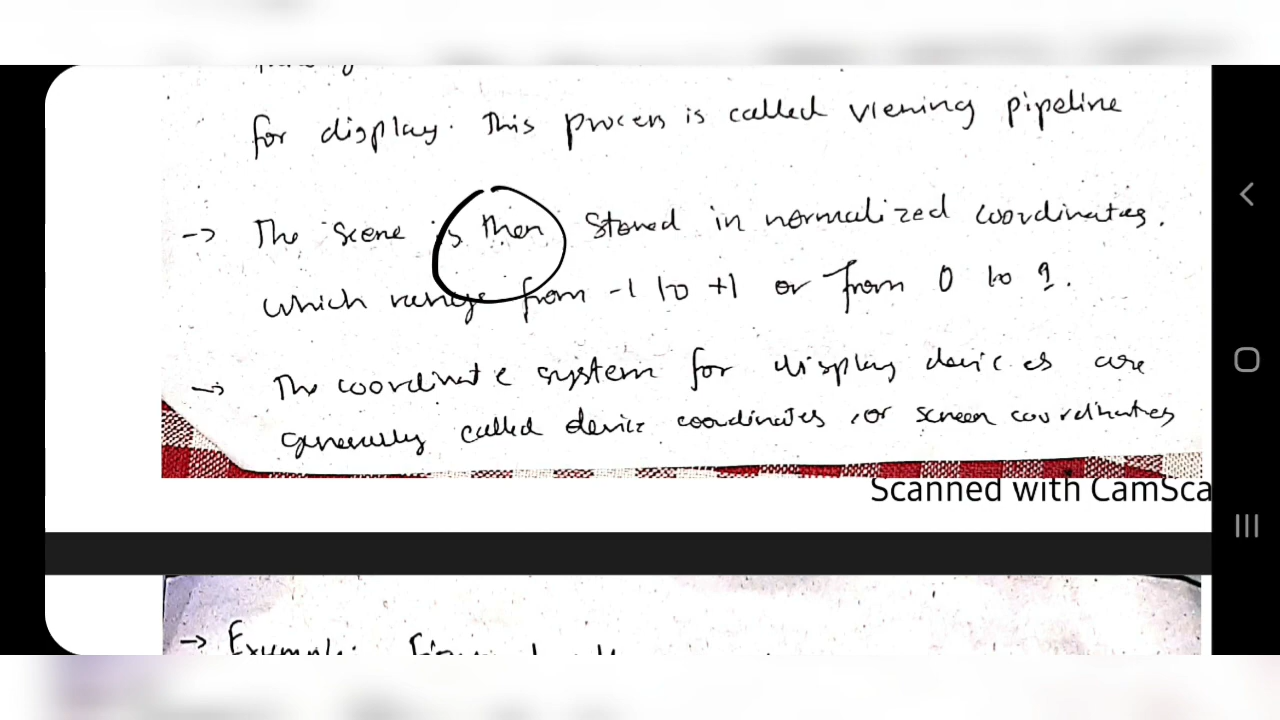 for display. This process is called viewing pipeline
-> The scene is then stored in normalized coordinates.
which range from -1 to +1 or from 0 to 1.
-> The coordinate system for display devices are
generally called device coordinates or screen coordinates
Scanned with CamSca
-> Example: